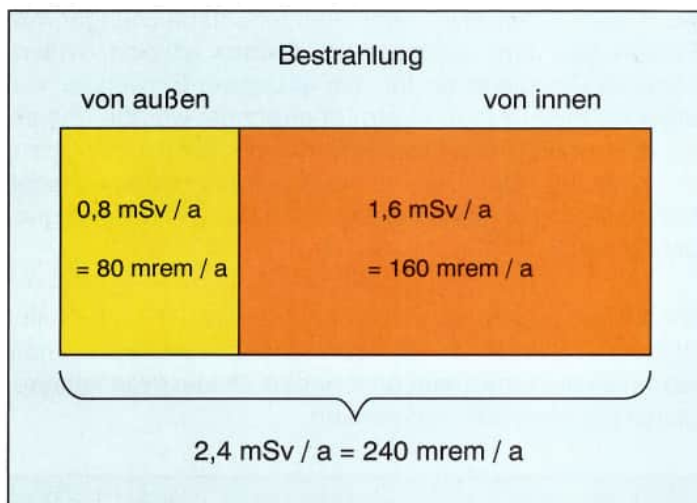 Bestrahlung
von außen von innen
0,8 mSv / a 1,6 mSv / a
= 80 mrem / a = 160 mrem / a
2,4 mSv / a = 240 mrem / a